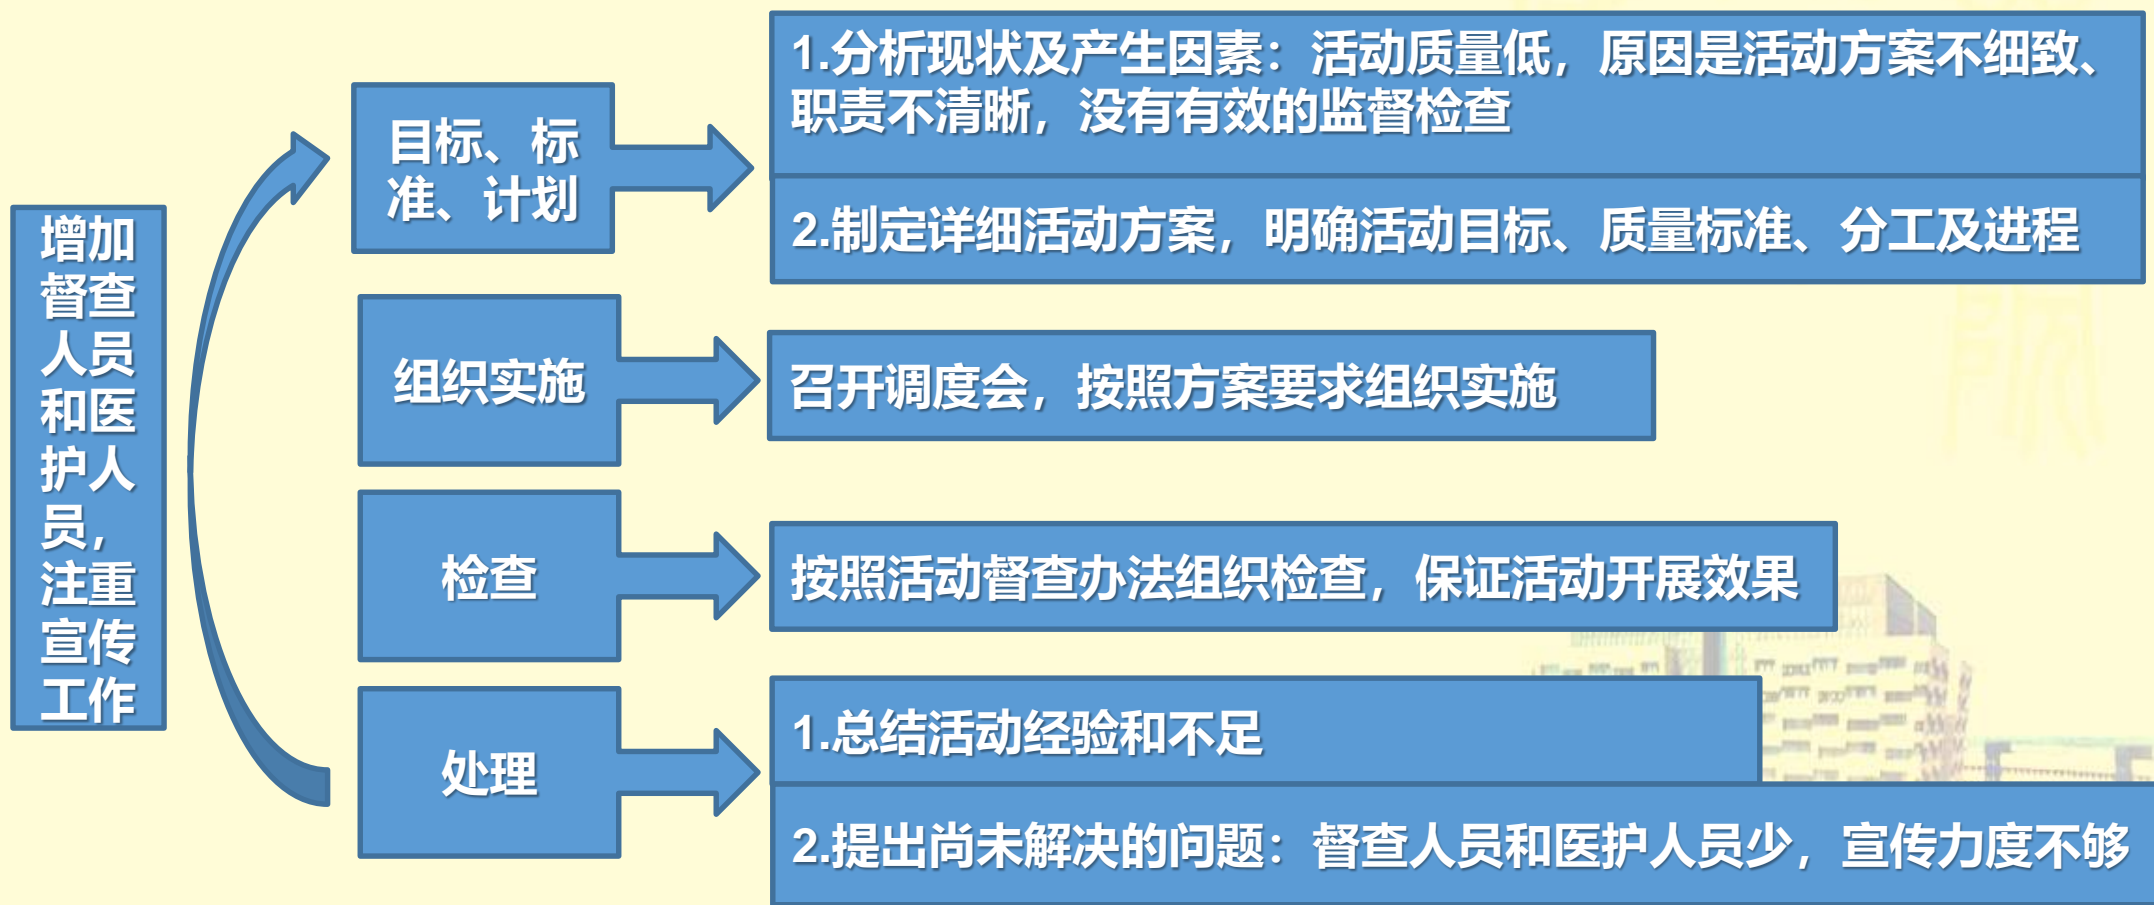 增加
督查
人员
和医
护人
员，
注重
宣传
工作
目标、标
准、计划
1.分析现状及产生因素：活动质量低，原因是活动方案不细致、
职责不清晰，没有有效的监督检查
2.制定详细活动方案，明确活动目标、质量标准、分工及进程
组织实施
召开调度会，按照方案要求组织实施
检查
按照活动督查办法组织检查，保证活动开展效果
处理
1.总结活动经验和不足
2.提出尚未解决的问题：督查人员和医护人员少，宣传力度不够